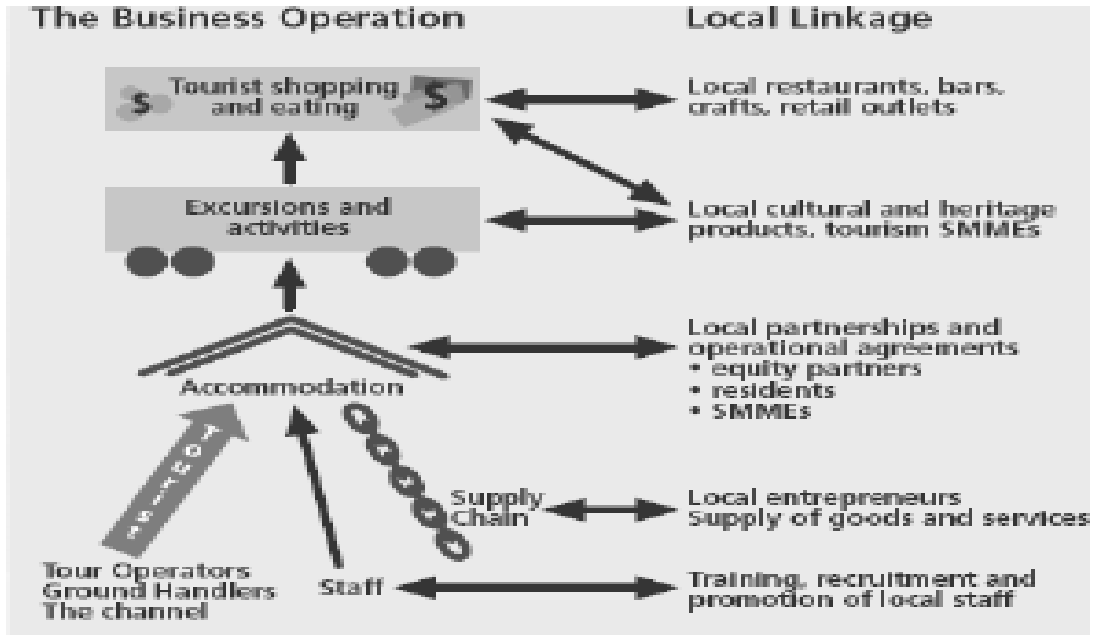 The Business Operation
Local Linkage
Tourist shopping
and eating
$
$
Local restaurants, bars,
crafts, retail outlets
Excursions and
activities
Local cultural and heritage
products, tourism SMMEs
Accommodation
Local partnerships and
operational agreements
• equity partners
• residents
• SMMEs
Supply
Chain
Local entrepreneurs
Supply of goods and services
Tour Operators
Ground Handlers
The channel
Staff
Training, recruitment and
promotion of local staff